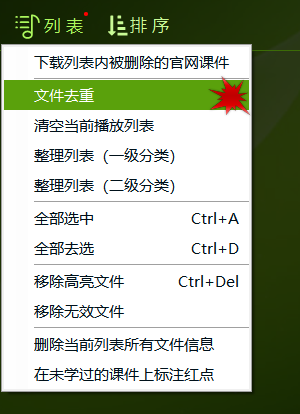 列表 排序
下载列表内被删除的官网课件
文件去重
清空当前播放列表
整理列表（一级分类）
整理列表（二级分类）
全部选中 Ctrl+A
全部去选 Ctrl+D
移除高亮文件 Ctrl+Del
移除无效文件
删除当前列表所有文件信息
在未学过的课件上标注红点